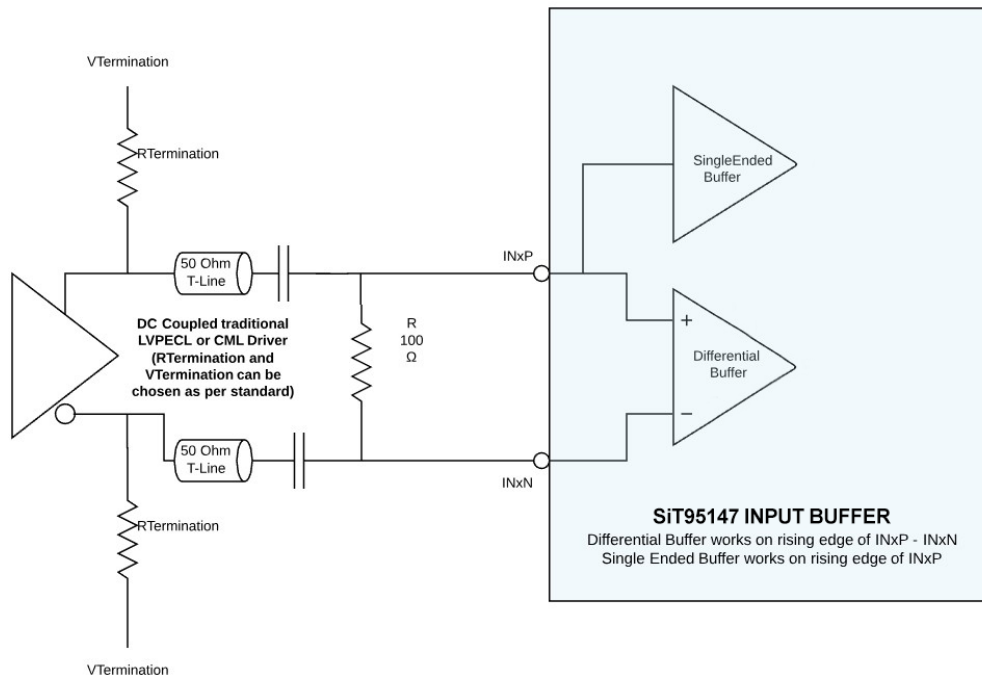 VTermination
RTermination
SingleEnded
Buffer
INxP
50 Ohm
T-Line
DC Coupled traditional
LVPECL or CML Driver
(RTermination and
VTermination can be
chosen as per standard)
R
100
Ω
+
Differential
Buffer
−
50 Ohm
T-Line
INxN
RTermination
SiT95147 INPUT BUFFER
Differential Buffer works on rising edge of INxP - INxN
Single Ended Buffer works on rising edge of INxP
VTermination